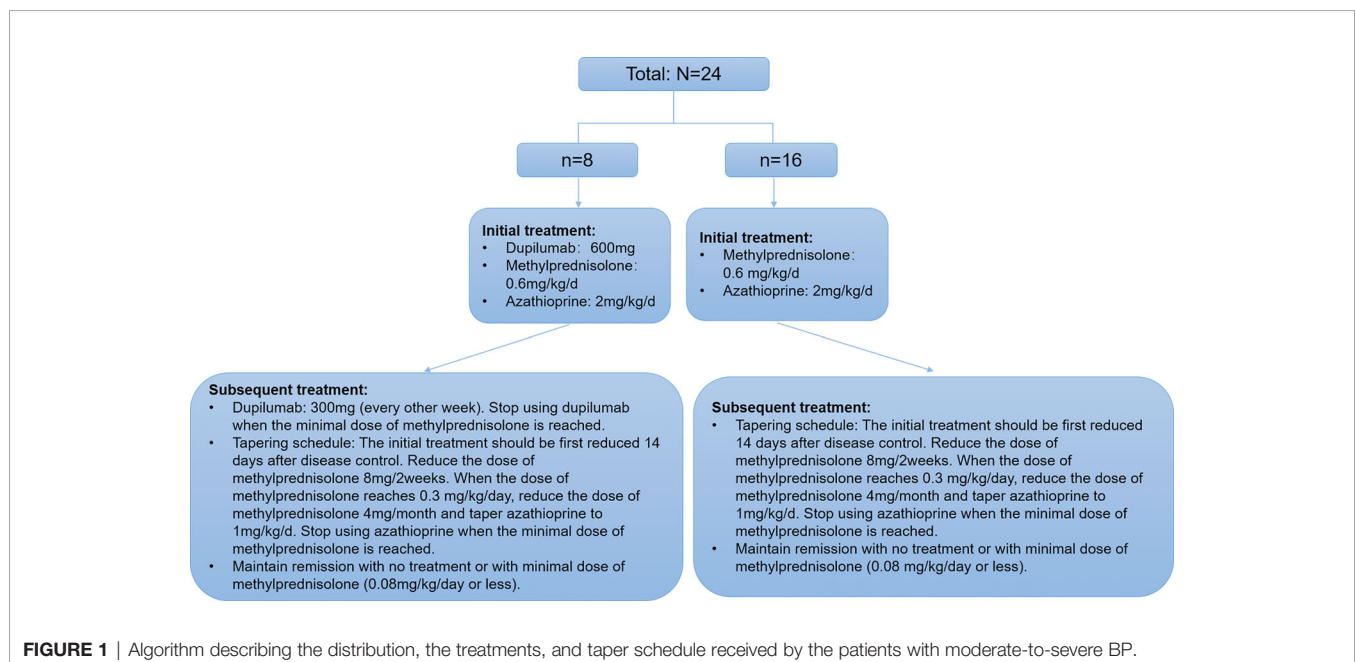 Total: N=24
n=8
n=16
Initial treatment:
• Dupilumab： 600mg
• Methylprednisolone：
0.6mg/kg/d
• Azathioprine: 2mg/kg/d
Initial treatment:
• Methylprednisolone：
0.6 mg/kg/d
• Azathioprine: 2mg/kg/d
Subsequent treatment:
• Dupilumab: 300mg (every other week). Stop using dupilumab
when the minimal dose of methylprednisolone is reached.
• Tapering schedule: The initial treatment should be first reduced 14
days after disease control. Reduce the dose of
methylprednisolone 8mg/2weeks. When the dose of
methylprednisolone reaches 0.3 mg/kg/day, reduce the dose of
methylprednisolone 4mg/month and taper azathioprine to
1mg/kg/d. Stop using azathioprine when the minimal dose of
methylprednisolone is reached.
• Maintain remission with no treatment or with minimal dose of
methylprednisolone (0.08mg/kg/day or less).
Subsequent treatment:
• Tapering schedule: The initial treatment should be first reduced
14 days after disease control. Reduce the dose of
methylprednisolone 8mg/2weeks. When the dose of
methylprednisolone reaches 0.3 mg/kg/day, reduce the dose of
methylprednisolone 4mg/month and taper azathioprine to
1mg/kg/d. Stop using azathioprine when the minimal dose of
methylprednisolone is reached.
• Maintain remission with no treatment or with minimal dose of
methylprednisolone (0.08 mg/kg/day or less).
FIGURE 1 | Algorithm describing the distribution, the treatments, and taper schedule received by the patients with moderate-to-severe BP.